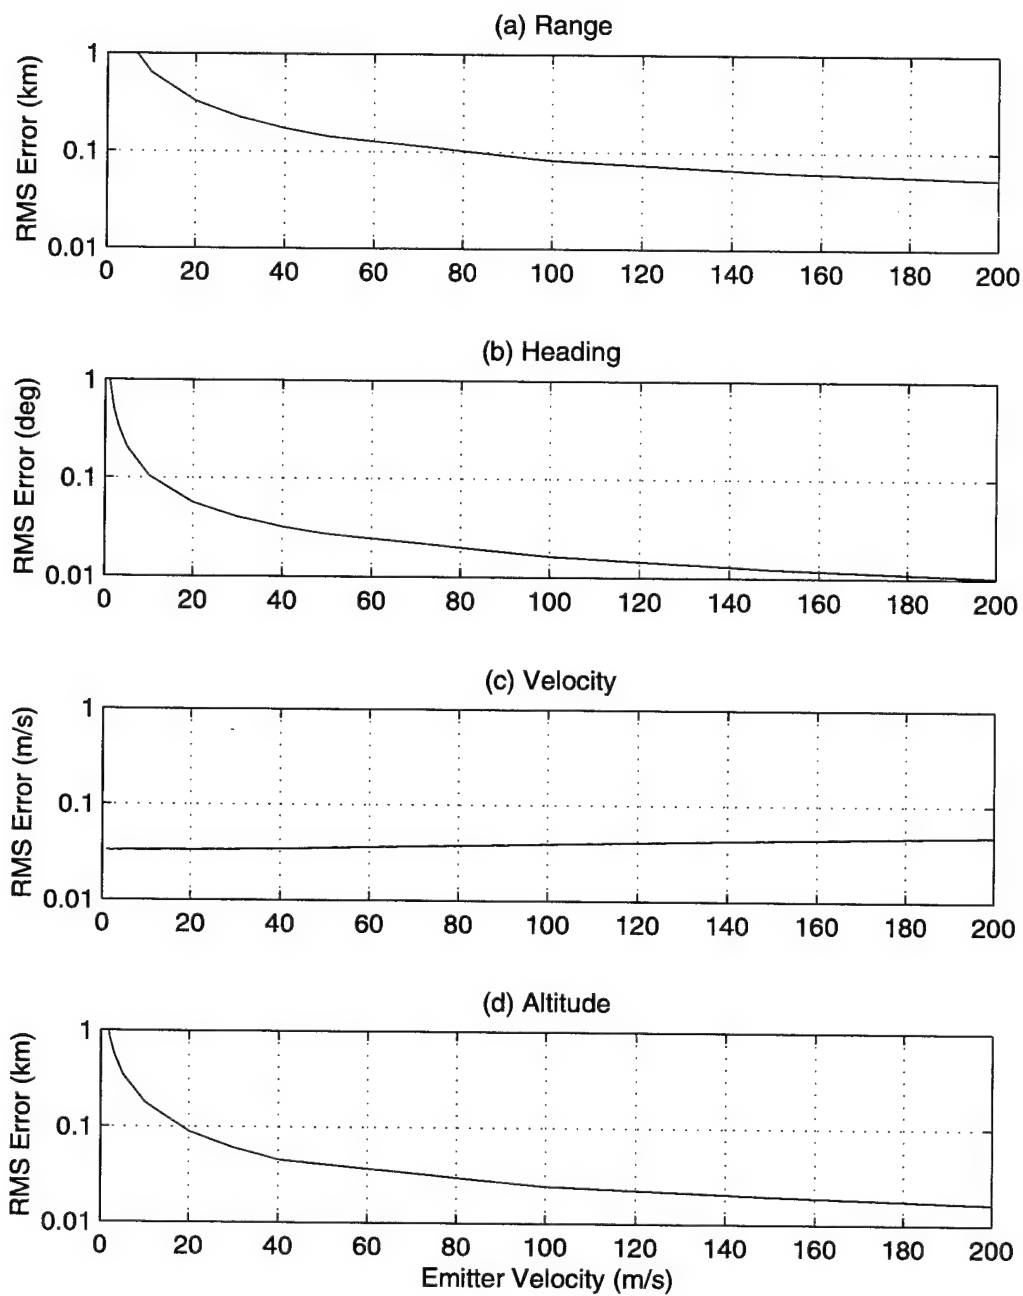 (a) Range
RMS Error (km)
1
0.1
0.01
0 20 40 60 80 100 120 140 160 180 200
(b) Heading
RMS Error (deg)
1
0.1
0.01
0 20 40 60 80 100 120 140 160 180 200
(c) Velocity
RMS Error (m/s)
1
0.1
0.01
0 20 40 60 80 100 120 140 160 180 200
(d) Altitude
RMS Error (km)
1
0.1
0.01
0 20 40 60 80 100 120 140 160 180 200
Emitter Velocity (m/s)